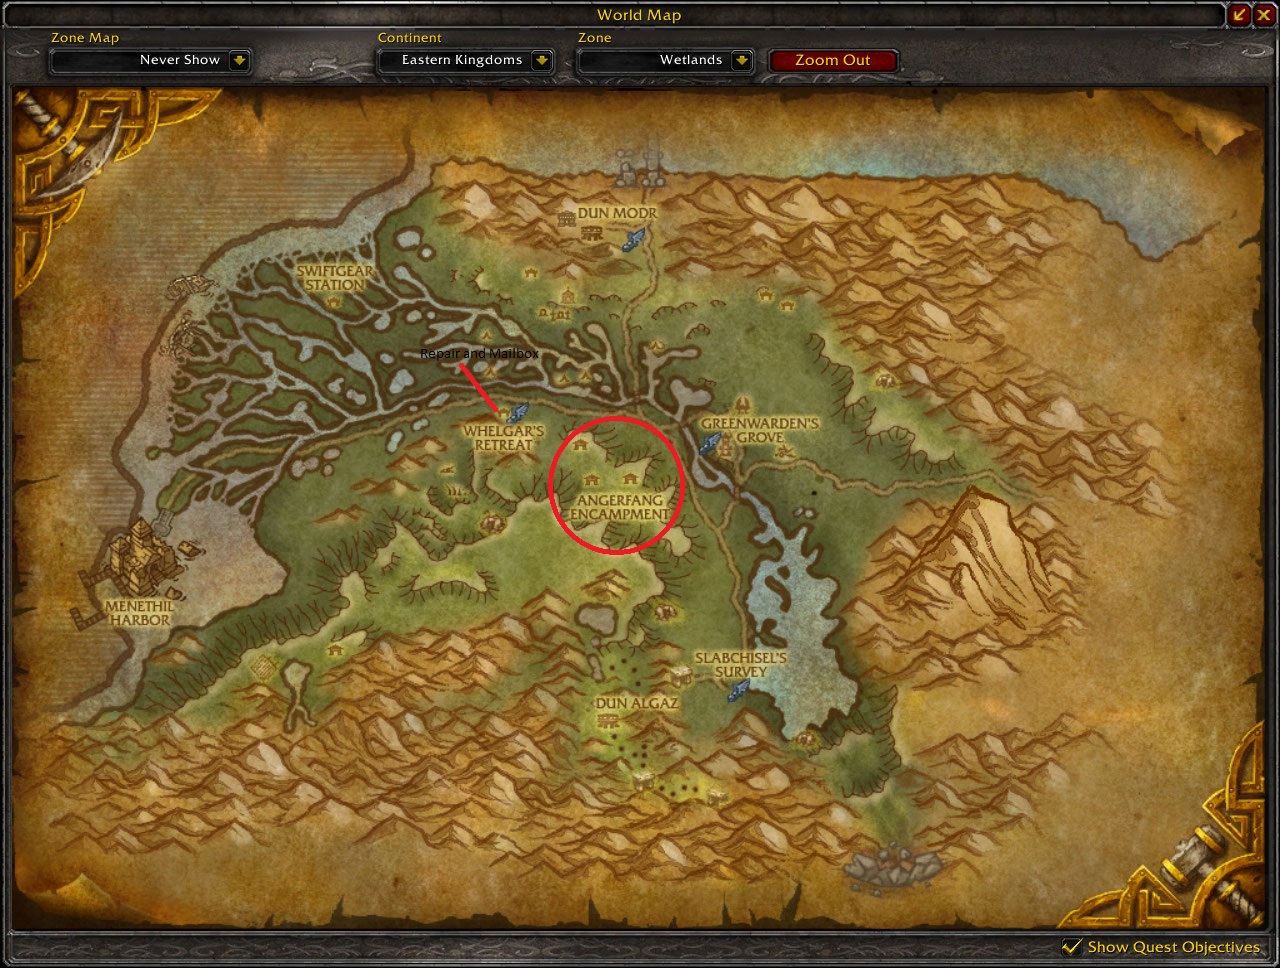 World Map
Zone Map
Continent
Zone
Never Show
Eastern Kingdoms
Wetlands
Zoom Out
DUN MODR
SWIFTGEAR
STATION
Repair and Mailbox
WHELGAR'S
RETREAT
GREENWARDEN'S
GROVE
ANGERFANG
ENCAMPMENT
MENETHIL
HARBOR
SLABCHISEL'S
SURVEY
DUN ALGAZ
Show Quest Objectives